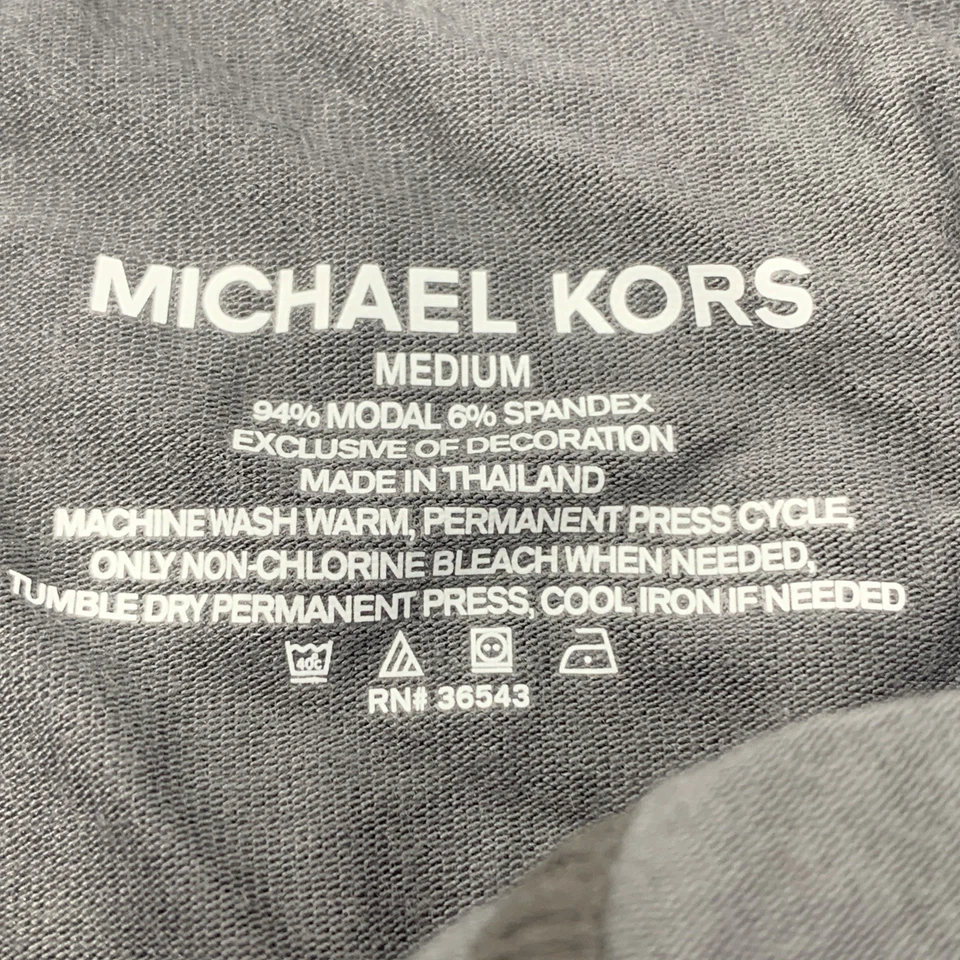 MICHAEL KORS
MEDIUM
94% MODAL 6% SPANDEX
EXCLUSIVE OF DECORATION
MADE IN THAILAND
MACHINE WASH WARM, PERMANENT PRESS CYCLE,
ONLY NON-CHLORINE BLEACH WHEN NEEDED,
TUMBLE DRY PERMANENT PRESS, COOL IRON IF NEEDED
40c
RN# 36543